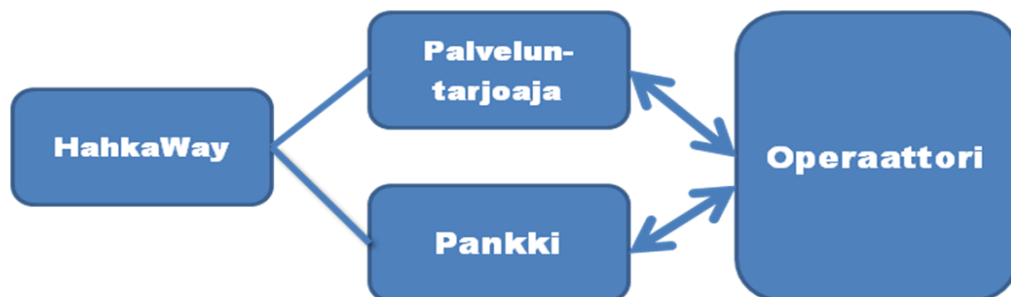 HahkaWay
Palvelun-
tarjoaja
Pankki
Operaattori